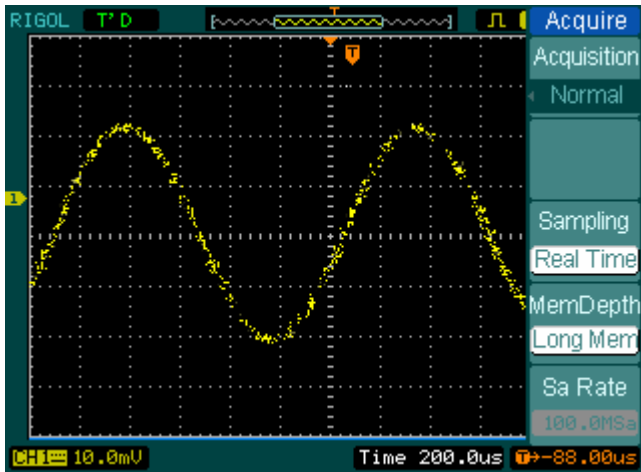 RIGOL T'D T Acquire
T
Acquisition
Normal
1
Sampling
Real Time
MemDepth
Long Mem
Sa Rate
100.0MSa
CH1 10.0mV Time 200.0us T→-88.00us